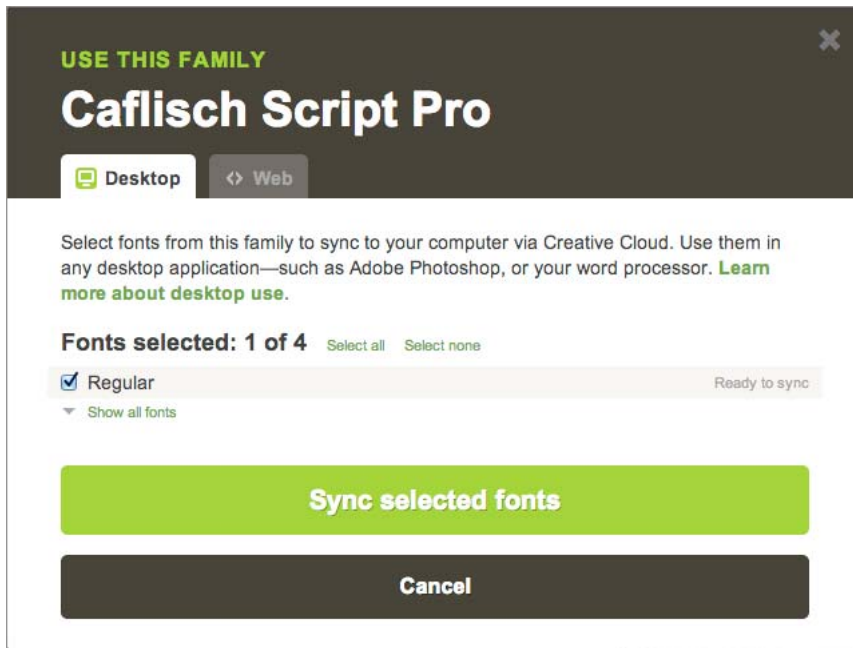 USE THIS FAMILY
Caflisch Script Pro
Desktop
<> Web
Select fonts from this family to sync to your computer via Creative Cloud. Use them in
any desktop application—such as Adobe Photoshop, or your word processor. Learn
more about desktop use.
Fonts selected: 1 of 4 Select all Select none
Regular Ready to sync
Show all fonts
Sync selected fonts
Cancel